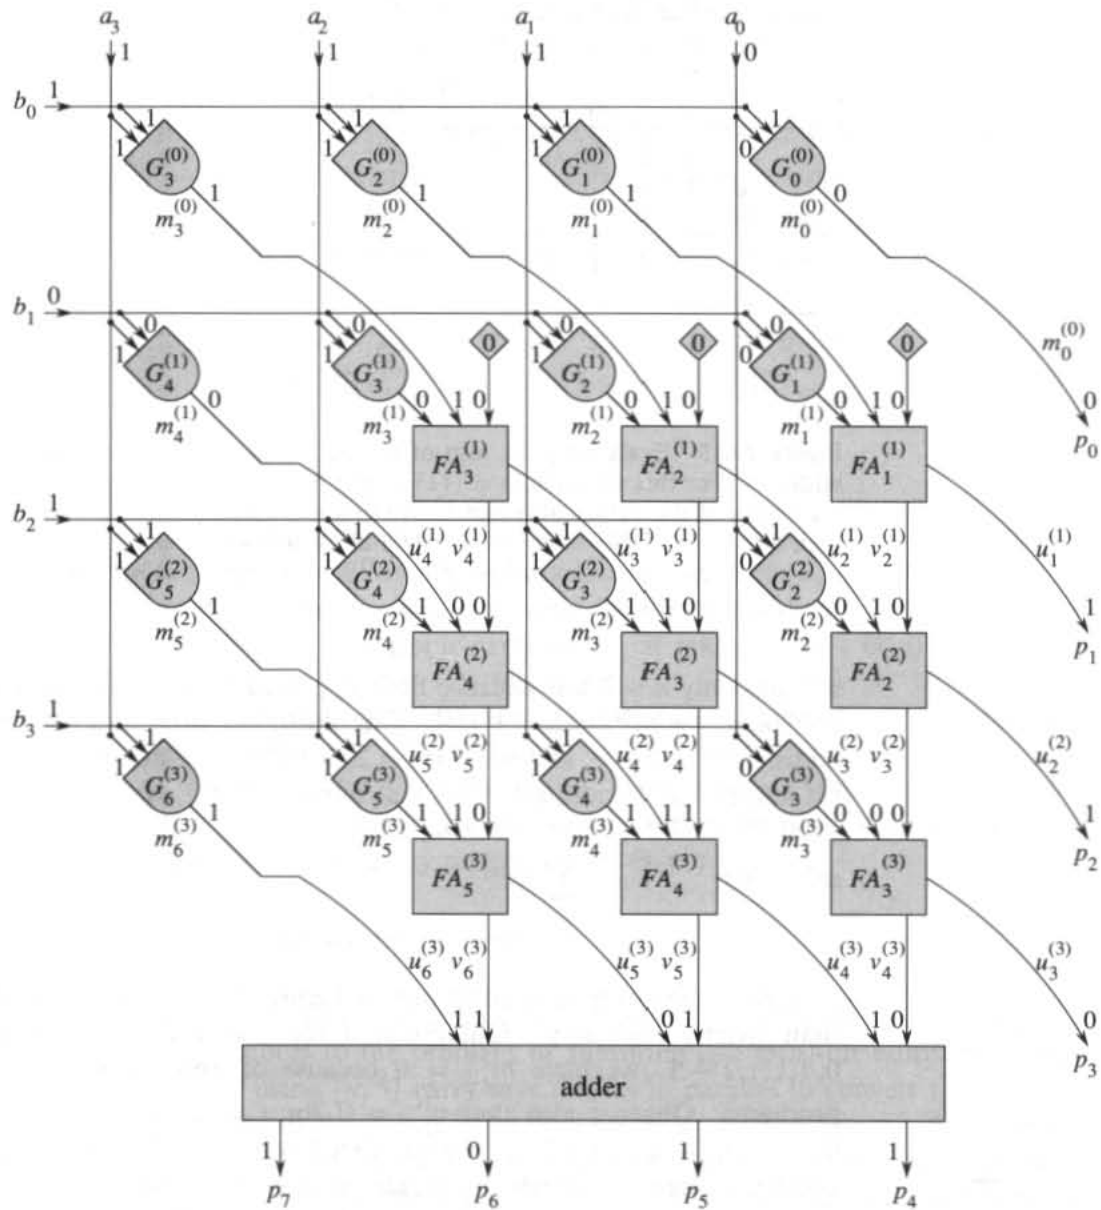 a₃ a₂ a₁ a₀
1 1 1 0
b₀ 1
1 1 1 1
1 G₃⁽⁰⁾ 1 G₂⁽⁰⁾ 1 G₁⁽⁰⁾ 0 G₀⁽⁰⁾
1 1 1 0
m₃⁽⁰⁾ m₂⁽⁰⁾ m₁⁽⁰⁾ m₀⁽⁰⁾
b₁ 0
0 0 0 0
0 0 0 m₀⁽⁰⁾
1 G₄⁽¹⁾ 1 G₃⁽¹⁾ 1 G₂⁽¹⁾ 0 G₁⁽¹⁾
0 0 1 0 0 1 0 0 1 0 0
m₄⁽¹⁾ m₃⁽¹⁾ m₂⁽¹⁾ m₁⁽¹⁾ p₀
FA₃⁽¹⁾ FA₂⁽¹⁾ FA₁⁽¹⁾
b₂ 1
1 1 1 1
u₄⁽¹⁾ v₄⁽¹⁾ u₃⁽¹⁾ v₃⁽¹⁾ u₂⁽¹⁾ v₂⁽¹⁾ u₁⁽¹⁾
1 G₅⁽²⁾ 1 G₄⁽²⁾ 1 G₃⁽²⁾ 0 G₂⁽²⁾
1 1 0 0 1 1 0 0 1 0 1
m₅⁽²⁾ m₄⁽²⁾ m₃⁽²⁾ m₂⁽²⁾ p₁
FA₄⁽²⁾ FA₃⁽²⁾ FA₂⁽²⁾
b₃ 1
1 1 1 1
u₅⁽²⁾ v₅⁽²⁾ u₄⁽²⁾ v₄⁽²⁾ u₃⁽²⁾ v₃⁽²⁾ u₂⁽²⁾
1 G₆⁽³⁾ 1 G₅⁽³⁾ 1 G₄⁽³⁾ 0 G₃⁽³⁾
1 1 1 0 1 1 1 0 0 0 1
m₆⁽³⁾ m₅⁽³⁾ m₄⁽³⁾ m₃⁽³⁾ p₂
FA₅⁽³⁾ FA₄⁽³⁾ FA₃⁽³⁾
u₆⁽³⁾ v₆⁽³⁾ u₅⁽³⁾ v₅⁽³⁾ u₄⁽³⁾ v₄⁽³⁾ u₃⁽³⁾
1 1 0 1 1 0 0
p₃
adder
1 0 1 1
p₇ p₆ p₅ p₄